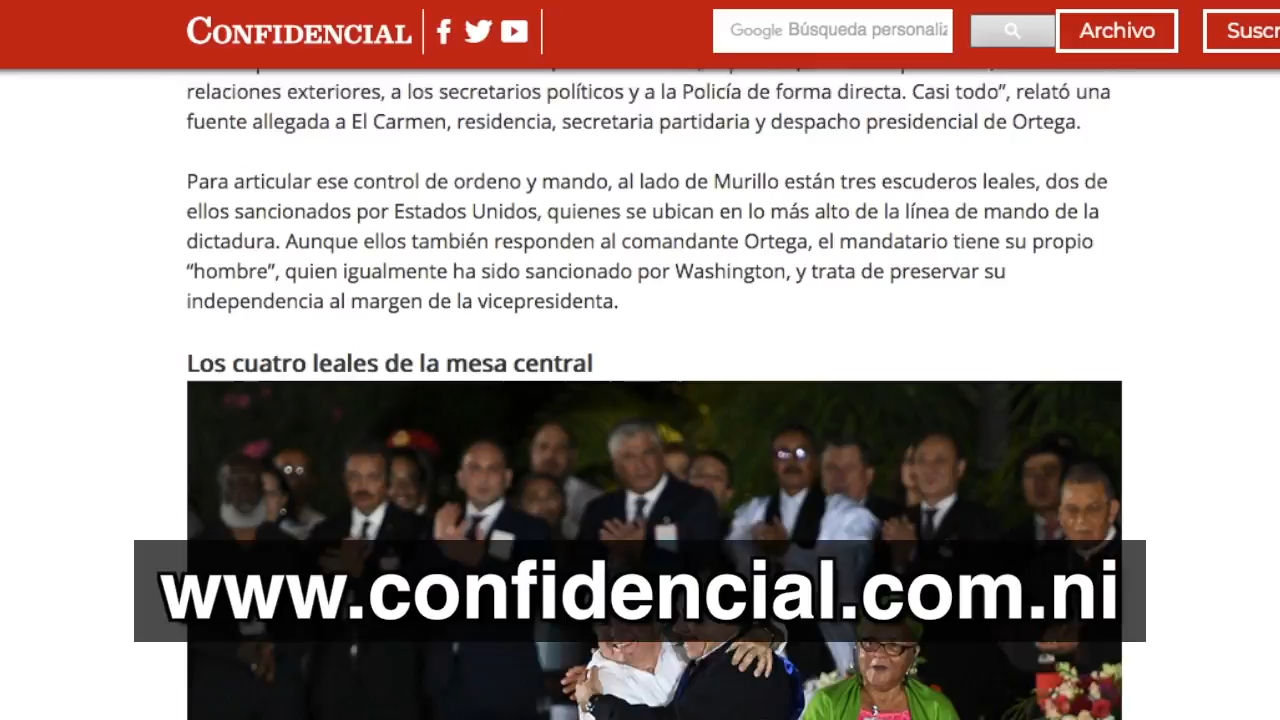 CONFIDENCIAL
Google Búsqueda personaliz
Archivo
Suscr
relaciones exteriores, a los secretarios políticos y a la Policía de forma directa. Casi todo”, relató una
fuente allegada a El Carmen, residencia, secretaria partidaria y despacho presidencial de Ortega.
Para articular ese control de ordeno y mando, al lado de Murillo están tres escuderos leales, dos de
ellos sancionados por Estados Unidos, quienes se ubican en lo más alto de la línea de mando de la
dictadura. Aunque ellos también responden al comandante Ortega, el mandatario tiene su propio
“hombre”, quien igualmente ha sido sancionado por Washington, y trata de preservar su
independencia al margen de la vicepresidenta.
Los cuatro leales de la mesa central
www.confidencial.com.ni